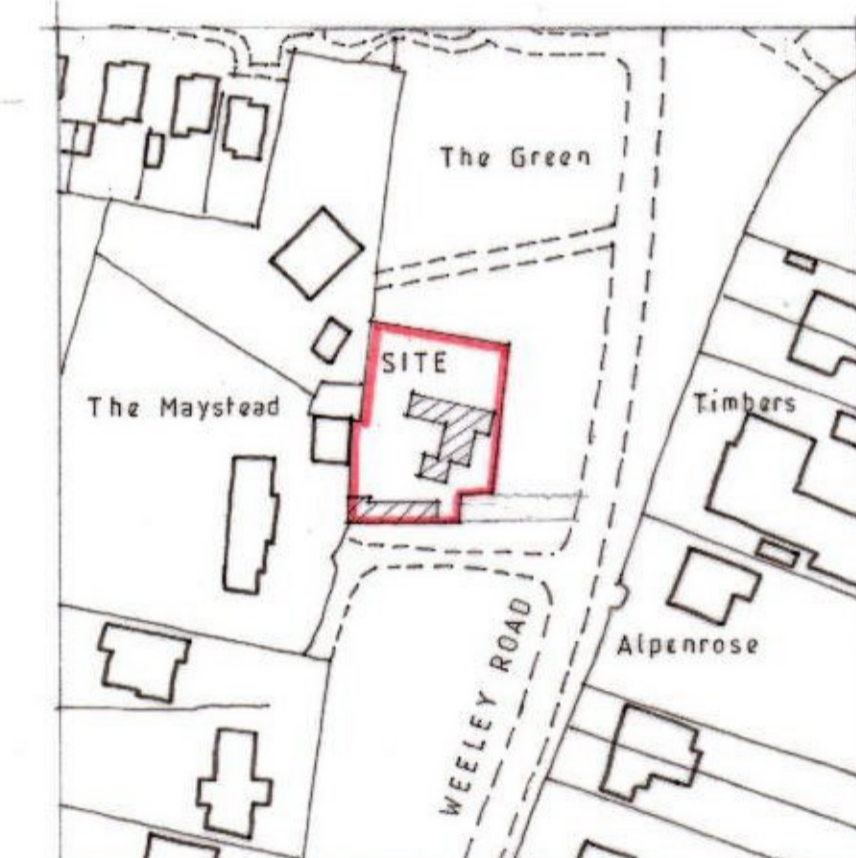 The Green
SITE
The Maystead
Timbers
Alpenrose
WEELEY ROAD